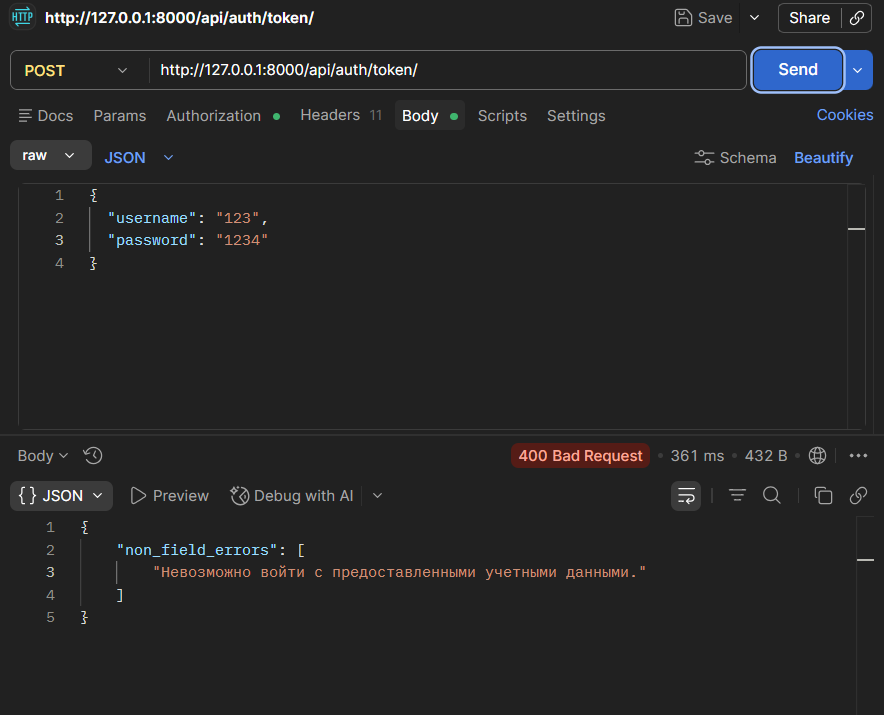 HTTP http://127.0.0.1:8000/api/auth/token/ Save Share
POST http://127.0.0.1:8000/api/auth/token/ Send
Docs Params Authorization Headers 11 Body Scripts Settings Cookies
raw JSON Schema Beautify
1 {
2 "username": "123",
3 "password": "1234"
4 }
Body 400 Bad Request 361 ms 432 B
{} JSON Preview Debug with AI
1 {
2 "non_field_errors": [
3 "Невозможно войти с предоставленными учетными данными."
4 ]
5 }